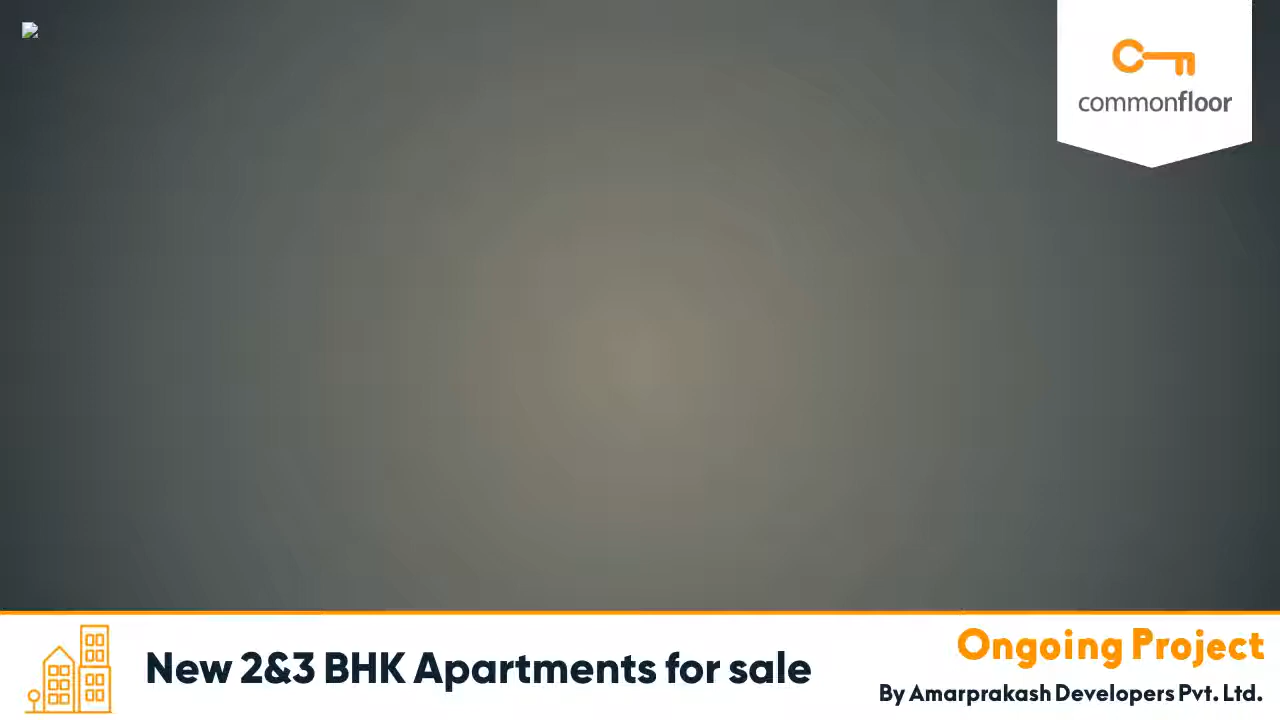 commonfloor
New 2&3 BHK Apartments for sale
Ongoing Project
By Amarprakash Developers Pvt. Ltd.